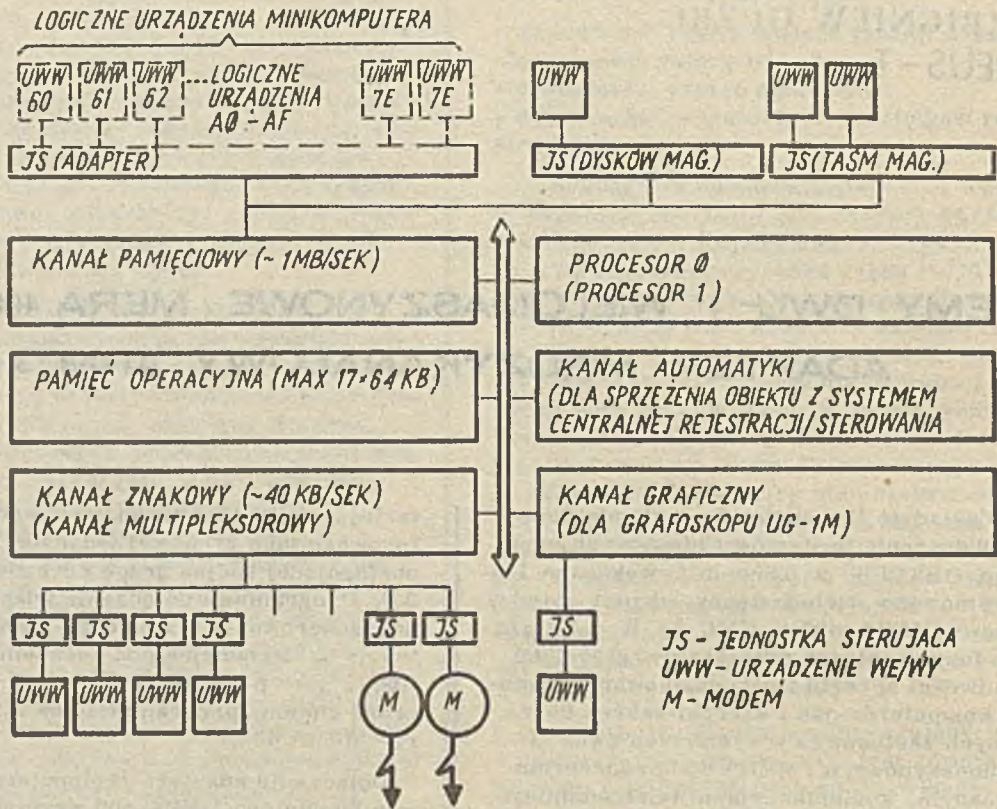 LOGICZNE URZĄDZENIA MINIKOMPUTERA
UWW 60
UWW 61
UWW 62
...LOGICZNE
URZĄDZENIA
AØ - AF
UWW 7E
UWW 7E
UWW
UWW
UWW
JS (ADAPTER)
JS (DYSKÓW MAG.)
JS (TAŚM MAG.)
KANAŁ PAMIĘCIOWY (~ 1MB/SEK)
PROCESOR Ø
(PROCESOR 1)
PAMIĘĆ OPERACYJNA (MAX 17×64 KB)
KANAŁ AUTOMATYKI
(DLA SPRZĘŻENIA OBIEKTU Z SYSTEMEM
CENTRALNEJ REJESTRACJI/STEROWANIA
KANAŁ ZNAKOWY (~40 KB/SEK)
(KANAŁ MULTIPLEKSOROWY)
KANAŁ GRAFICZNY
(DLA GRAFOSKOPU UG-1M)
JS
JS
JS
JS
JS
JS
JS
UWW
UWW
UWW
UWW
M
M
UWW
JS - JEDNOSTKA STERUJĄCA
UWW - URZĄDZENIE WE/WY
M - MODEM